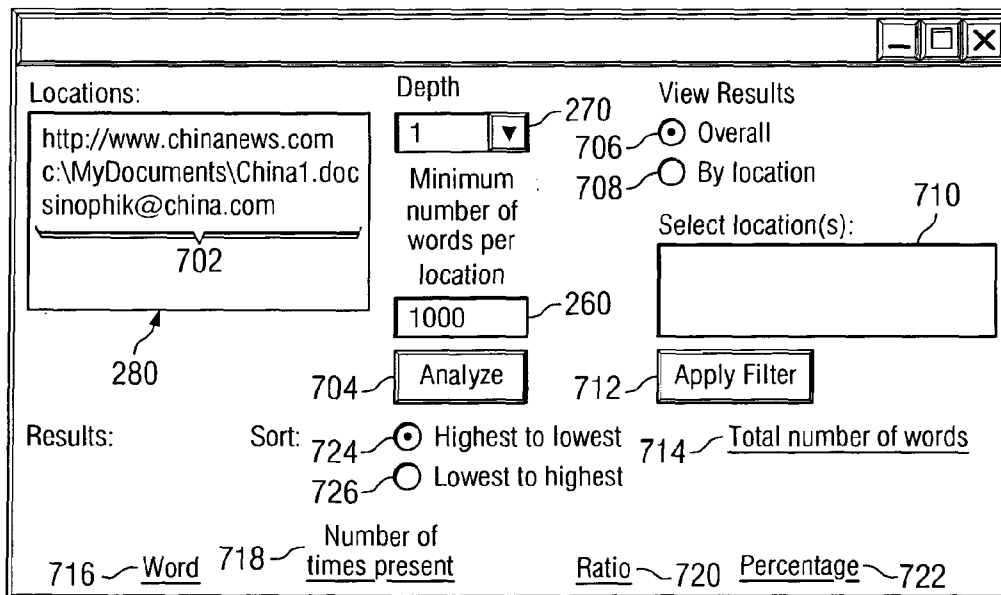 Locations:
http://www.chinanews.com
c:\MyDocuments\China1.doc
sinophik@china.com
702
280
Depth
1
270
Minimum
number of
words per
location
1000
260
704
Analyze
View Results
706
Overall
708
By location
710
Select location(s):
712
Apply Filter
Results:
Sort:
724
Highest to lowest
726
Lowest to highest
714
Total number of words
716
Word
718
Number of
times present
Ratio
720
Percentage
722